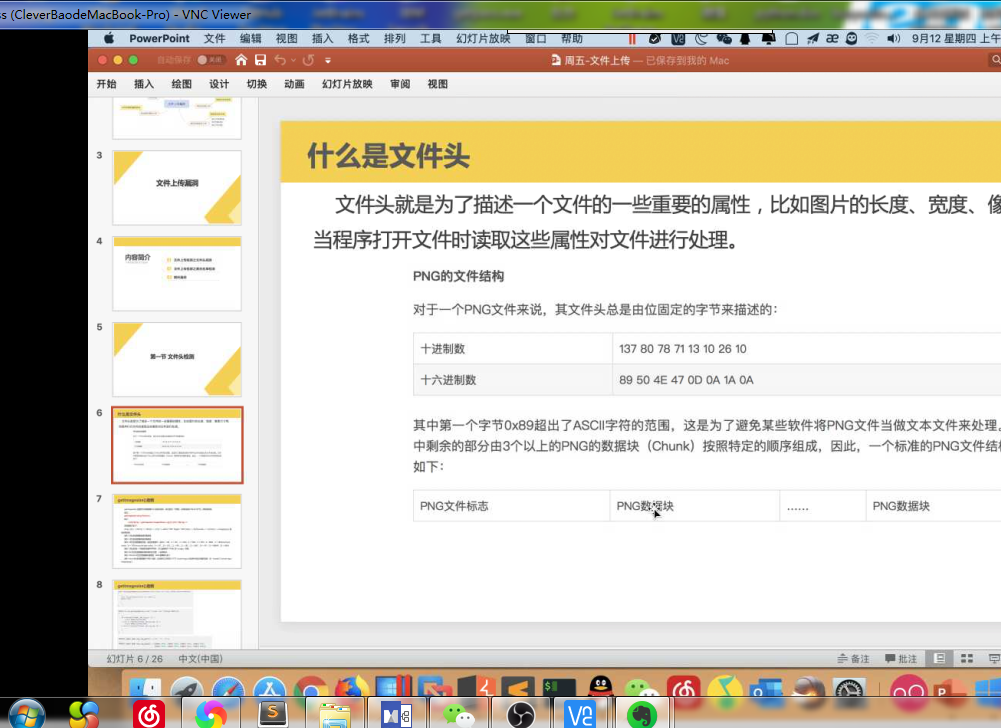 s (CleverBaodeMacBook-Pro) - VNC Viewer
PowerPoint 文件 编辑 视图 插入 格式 排列 工具 幻灯片放映 窗口 帮助 9月12 星期四 上午
自动保存 周五-文件上传 — 已保存到我的 Mac
开始 插入 绘图 设计 切换 动画 幻灯片放映 审阅 视图
3
文件上传漏洞
4
内容简介
5
第一节 文件头检测
6
什么是文件头
7
8
什么是文件头
文件头就是为了描述一个文件的一些重要的属性，比如图片的长度、宽度、像
当程序打开文件时读取这些属性对文件进行处理。
PNG的文件结构
对于一个PNG文件来说，其文件头总是由位固定的字节来描述的：
十进制数 137 80 78 71 13 10 26 10
十六进制数 89 50 4E 47 0D 0A 1A 0A
其中第一个字节0x89超出了ASCII字符的范围，这是为了避免某些软件将PNG文件当做文本文件来处理。
中剩余的部分由3个以上的PNG的数据块（Chunk）按照特定的顺序组成，因此，一个标准的PNG文件结构
如下：
PNG文件标志 PNG数据块 …… PNG数据块
幻灯片 6 / 26 中文(中国) 备注 批注